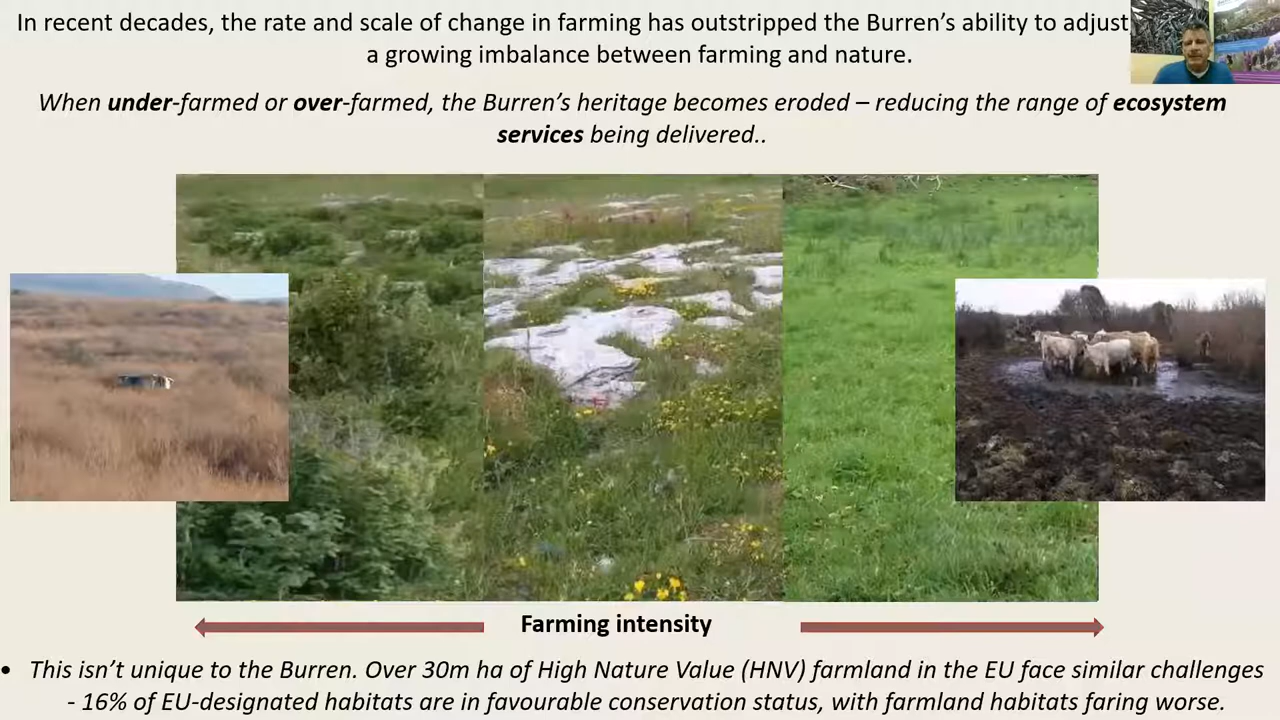 In recent decades, the rate and scale of change in farming has outstripped the Burren's ability to adjust
a growing imbalance between farming and nature.
When under-farmed or over-farmed, the Burren's heritage becomes eroded – reducing the range of ecosystem
services being delivered..
Farming intensity
• This isn't unique to the Burren. Over 30m ha of High Nature Value (HNV) farmland in the EU face similar challenges
- 16% of EU-designated habitats are in favourable conservation status, with farmland habitats faring worse.